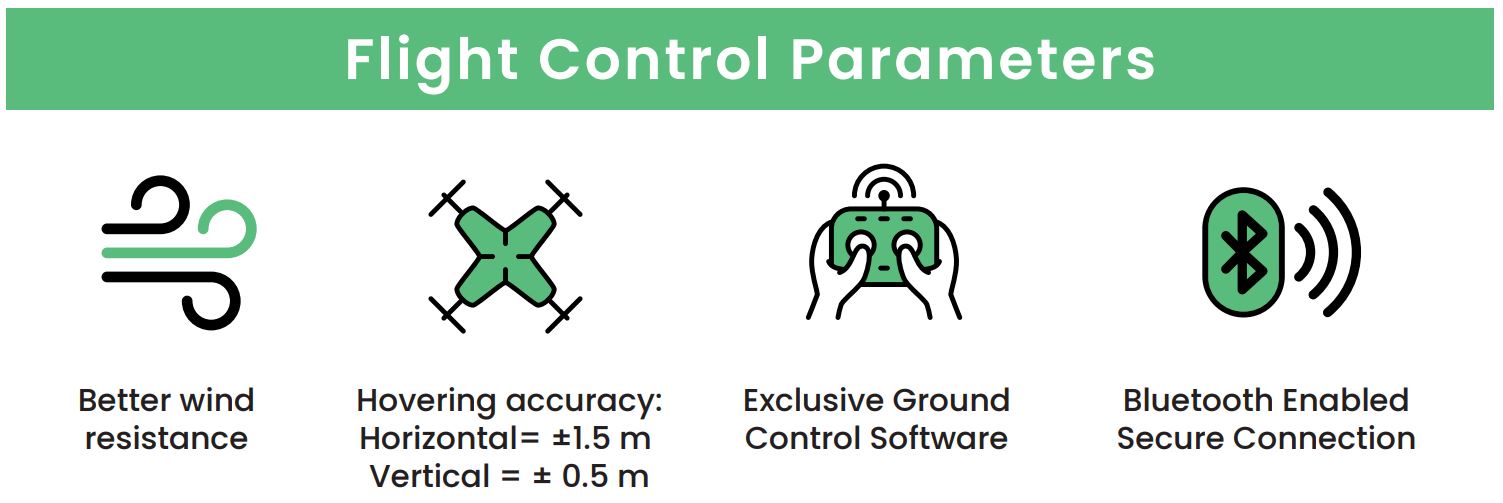 Flight Control Parameters
Better wind
resistance
Hovering accuracy:
Horizontal= ±1.5 m
Vertical = ± 0.5 m
Exclusive Ground
Control Software
Bluetooth Enabled
Secure Connection